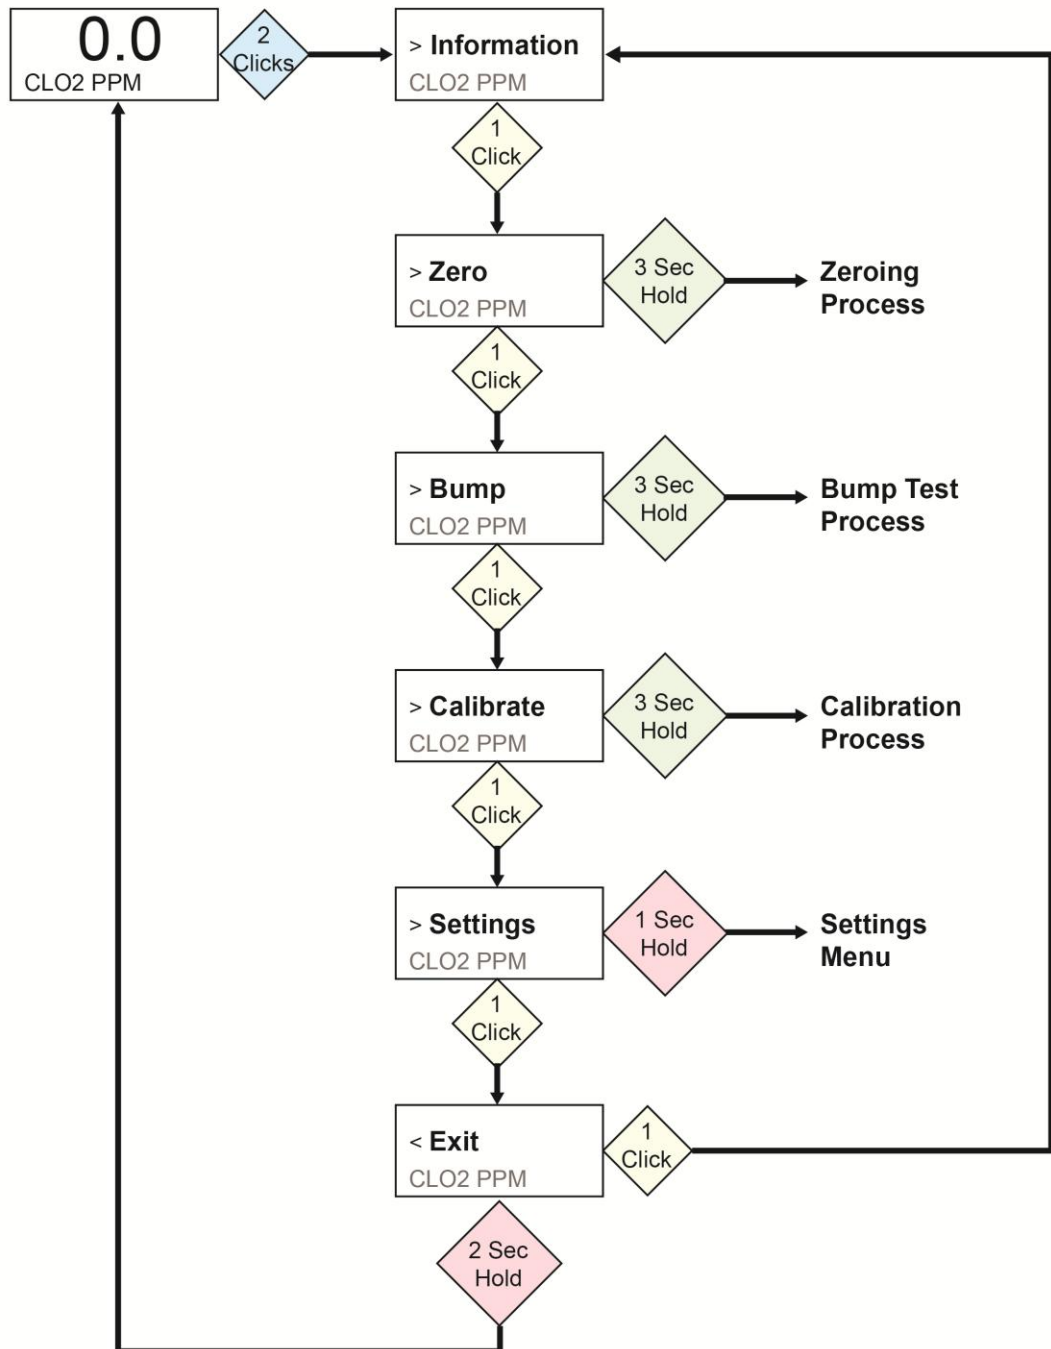 0.0
CLO2 PPM
2
Clicks
> Information
CLO2 PPM
1
Click
> Zero
CLO2 PPM
3 Sec
Hold
Zeroing
Process
1
Click
> Bump
CLO2 PPM
3 Sec
Hold
Bump Test
Process
1
Click
> Calibrate
CLO2 PPM
3 Sec
Hold
Calibration
Process
1
Click
> Settings
CLO2 PPM
1 Sec
Hold
Settings
Menu
1
Click
< Exit
CLO2 PPM
1
Click
2 Sec
Hold